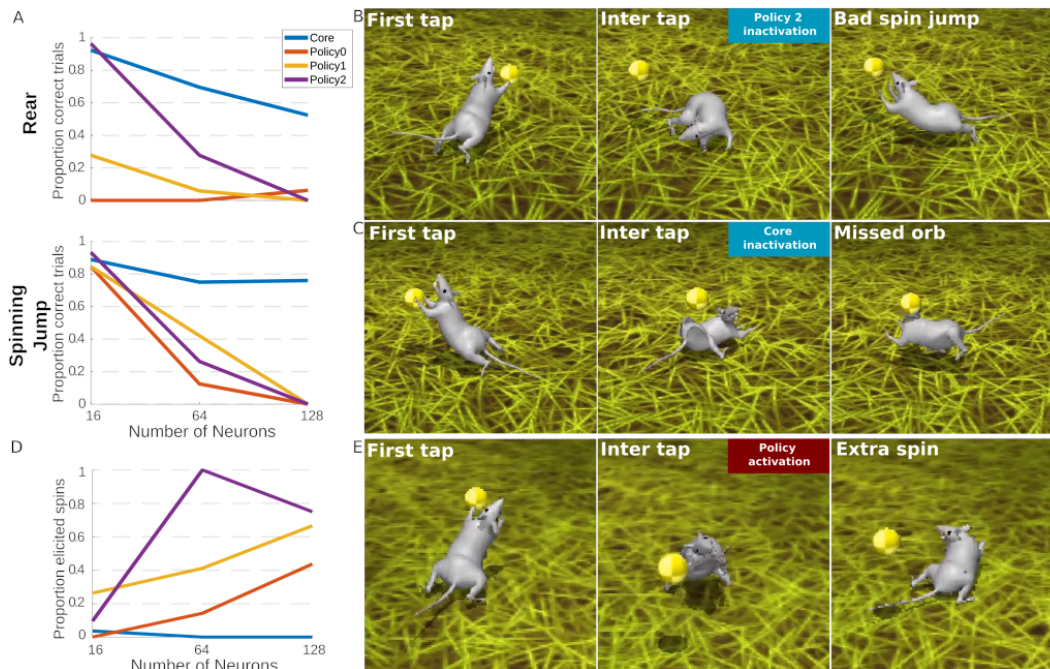 A
Rear
Proportion correct trials
1
0.8
0.6
0.4
0.2
0
Core
Policy0
Policy1
Policy2
Spinning
Jump
Proportion correct trials
1
0.8
0.6
0.4
0.2
0
16
64
128
Number of Neurons
D
Proportion elicited spins
1
0.8
0.6
0.4
0.2
0
16
64
128
Number of Neurons
B
First tap
Inter tap
Policy 2
inactivation
Bad spin jump
C
First tap
Inter tap
Core
inactivation
Missed orb
E
First tap
Inter tap
Policy
activation
Extra spin